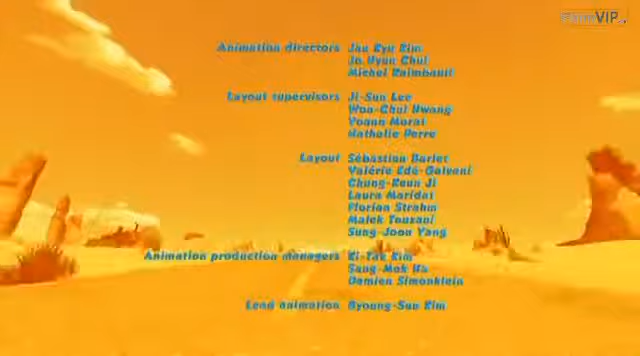 Animation directors Jae Kyu Kim
Jo Hyun Chul
Michel Raimbault
Layout supervisors Ji-Sun Lee
Woo-Chul Hwang
Yoann Morat
Nathalie Perre
Layout Sébastien Barlet
Valérie Edé-Galvani
Chung-Keun Ji
Laura Maridat
Florian Strahm
Malek Touzani
Sung-Joon Yang
Animation production managers Ki-Tae Kim
Sang-Mok
Damien Simonklein
Lead animation Byoung-Sun Kim
VIP